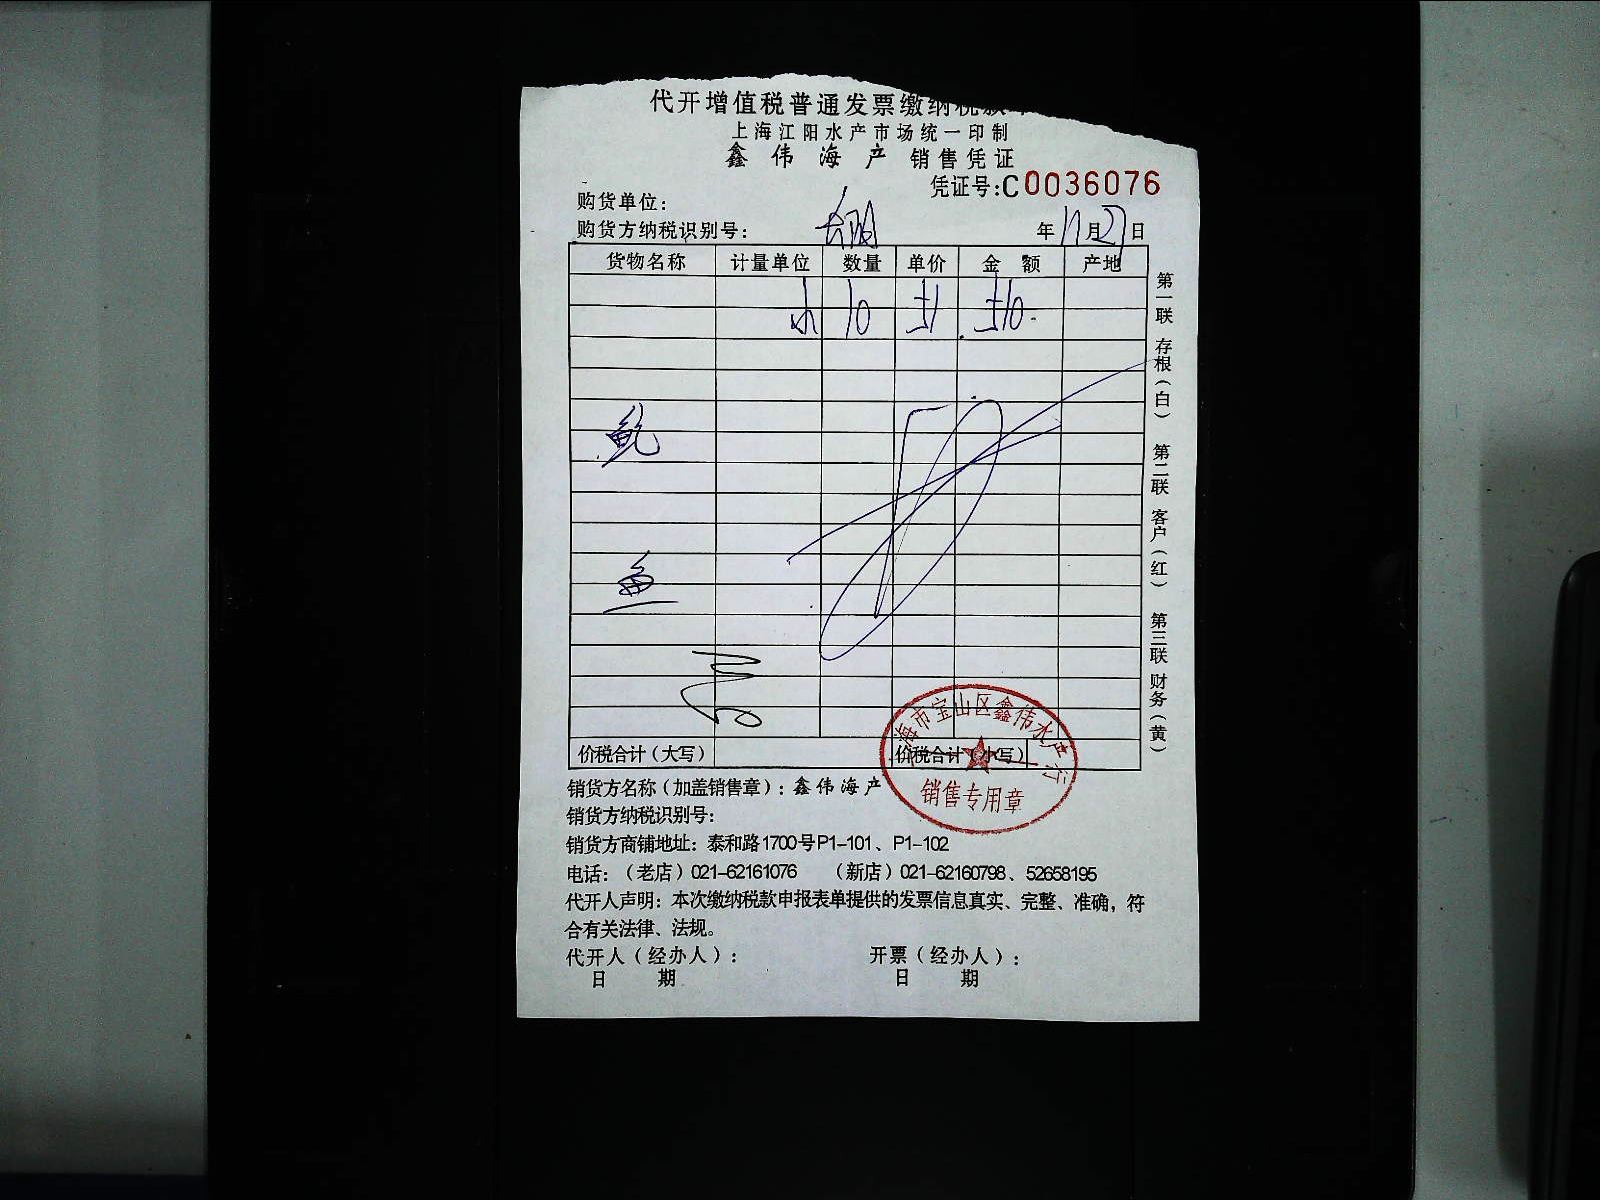 代开增值税普通发票缴纳税款
上海江阳水产市场统一印制
鑫伟海产 销售凭证
凭证号:C0036076
购货单位:
购货方纳税识别号: 年11月27日
货物名称 计量单位 数量 单价 金额 产地
10
鲍
鱼
价税合计(大写) 价税合计(小写)
销货方名称(加盖销售章):鑫伟海产
销货方纳税识别号:
销货方商铺地址:泰和路1700号P1-101、P1-102
电话:(老店)021-62161076 (新店)021-62160798、52658195
代开人声明:本次缴纳税款申报表单提供的发票信息真实、完整、准确,符
合有关法律、法规。
代开人(经办人): 开票(经办人):
日期 日期
第一联 存根(白) 第二联 客户(红) 第三联 财务(黄)
海市宝山区鑫伟水产行
销售专用章